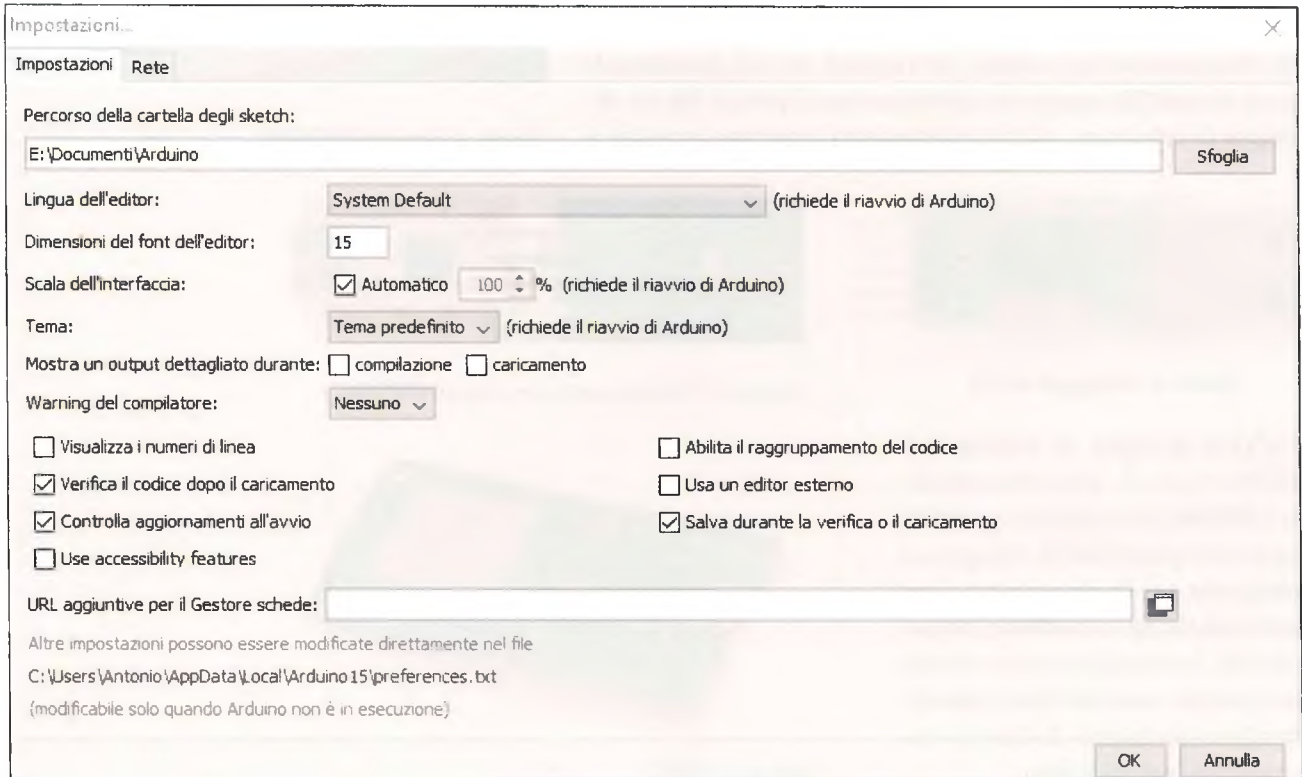 Impostazioni...
Impostazioni Rete
Percorso della cartella degli sketch:
E:\Documenti\Arduino Sfoglia
Lingua dell'editor: System Default (richiede il riavvio di Arduino)
Dimensioni del font dell'editor: 15
Scala dell'interfaccia: Automatico 100 % (richiede il riavvio di Arduino)
Tema: Tema predefinito (richiede il riavvio di Arduino)
Mostra un output dettagliato durante: compilazione caricamento
Warning del compilatore: Nessuno
Visualizza i numeri di linea Abilita il raggruppamento del codice
Verifica il codice dopo il caricamento Usa un editor esterno
Controlla aggiornamenti all'avvio Salva durante la verifica o il caricamento
Use accessibility features
URL aggiuntive per il Gestore schede:
Altre impostazioni possono essere modificate direttamente nel file
C:\Users\Antonio\AppData\Local\Arduino15\preferences.txt
(modificabile solo quando Arduino non è in esecuzione)
OK Annulla